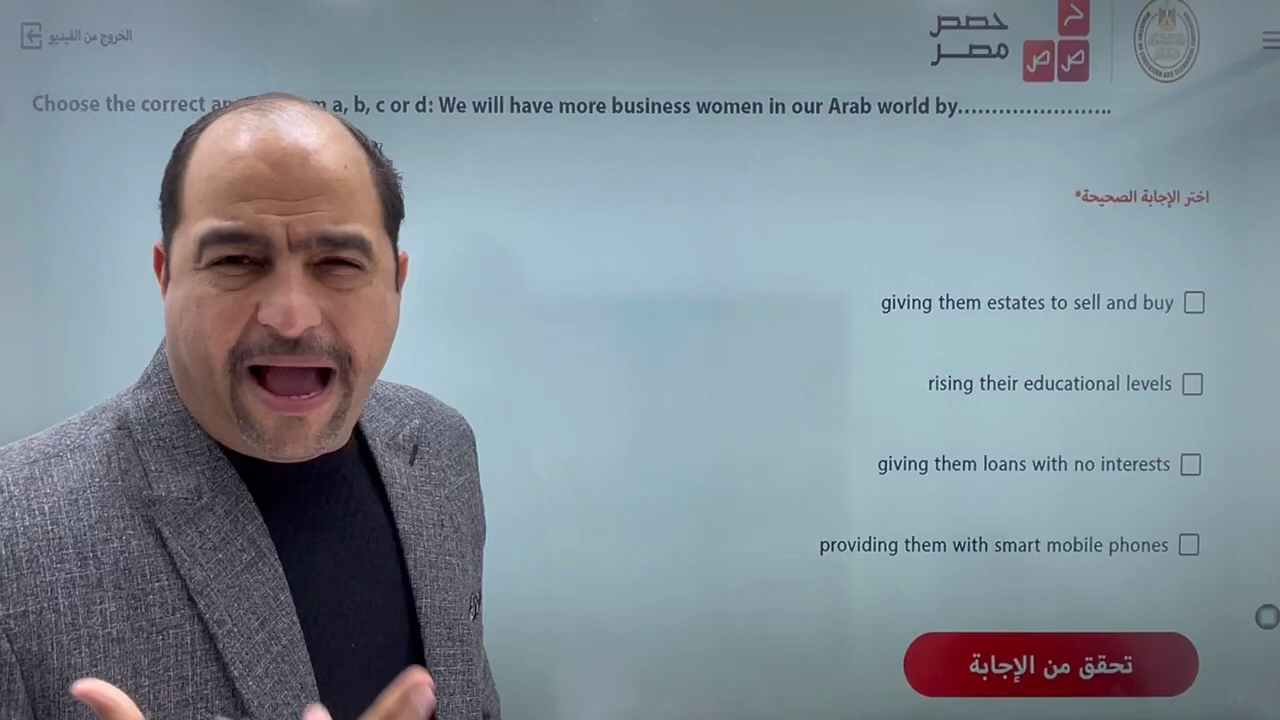 الخروج من الفيديو
حصص
مصر
ح
ص
ص
Choose the correct m a, b, c or d: We will have more business women in our Arab world by......................
اختر الإجابة الصحيحة*
giving them estates to sell and buy
rising their educational levels
giving them loans with no interests
providing them with smart mobile phones
تحقق من الإجابة